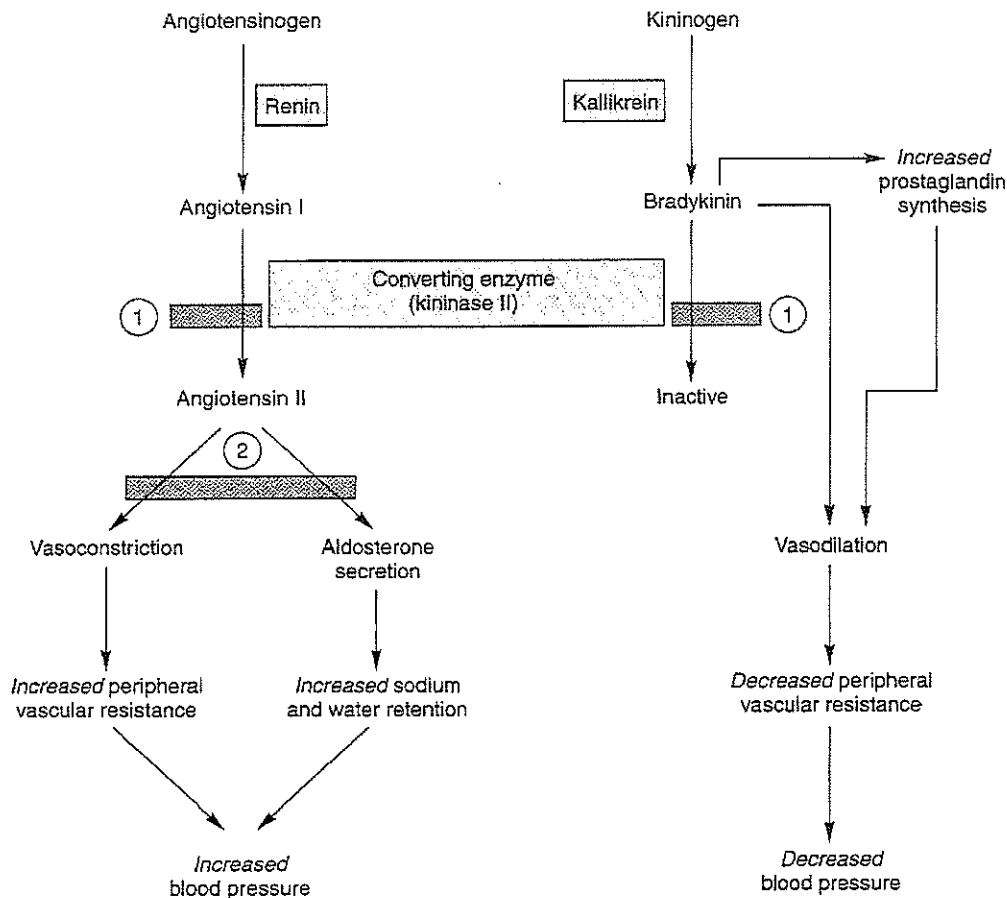 Angiotensinogen
Kininogen
Renin
Kallikrein
Increased
prostaglandin
synthesis
Angiotensin I
Bradykinin
Converting enzyme
(kininase II)
1
1
Angiotensin II
Inactive
2
Vasoconstriction
Aldosterone
secretion
Vasodilation
Increased peripheral
vascular resistance
Increased sodium
and water retention
Decreased peripheral
vascular resistance
Increased
blood pressure
Decreased
blood pressure